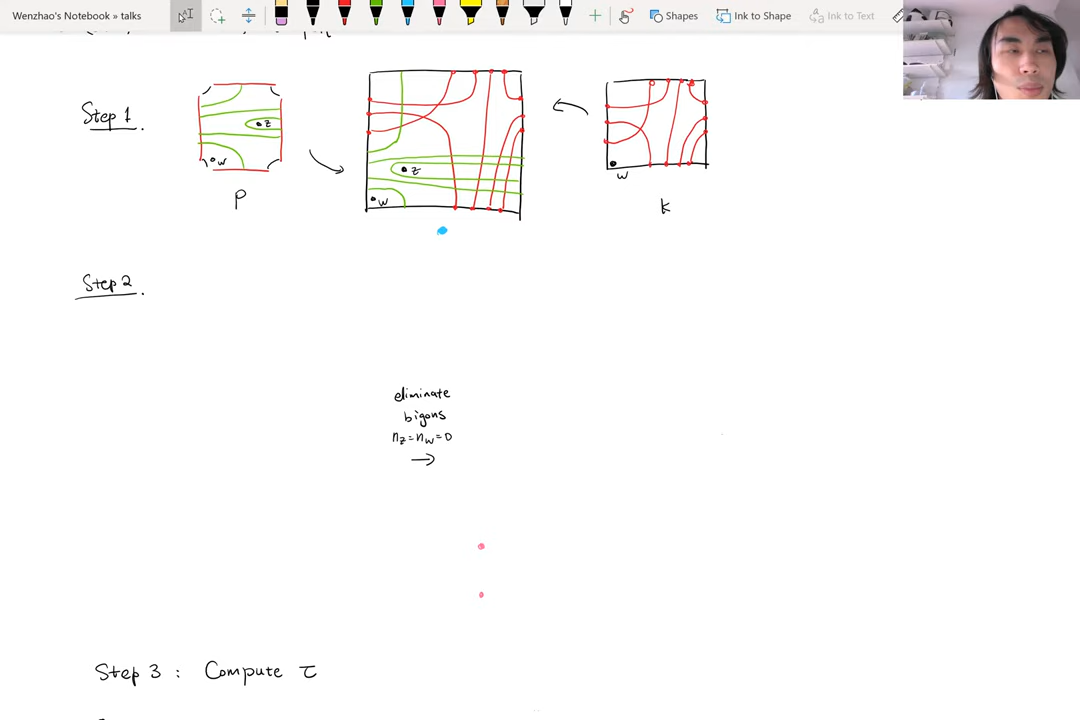 Wenzhao's Notebook » talks
Shapes
Ink to Shape
Ink to Text
Step 1.
z
w
P
z
w
w
K
Step 2.
eliminate
bigons
n_z = n_w = 0
→
Step 3 : Compute τ